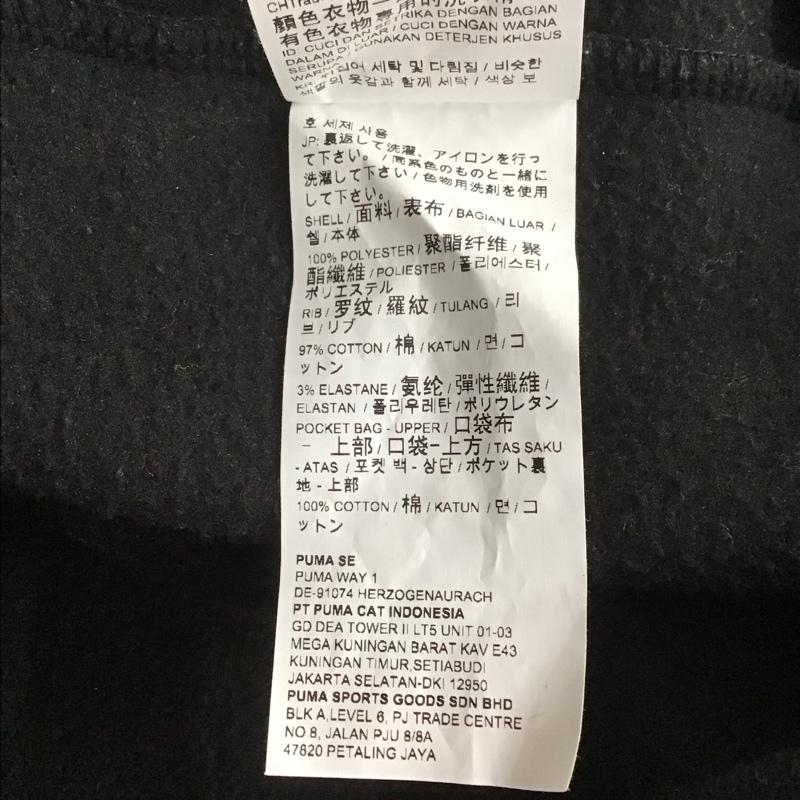 顏色衣物
有色衣物專用
ID: CUCI DAN SETRIKA DENGAN BAGIAN
DALAM DI LUAR / CUCI DENGAN WARNA
SERUPA / GUNAKAN DETERJEN KHUSUS
WARNA
KR: 뒤집어 세탁 및 다림질 / 비슷한
색깔의 옷감과 함께 세탁 / 색상 보
호 세제 사용
JP: 裏返して洗濯、アイロンを行っ
て下さい。 / 同系色のものと一緒に
洗濯して下さい / 色物用洗剤を使用
して下さい。
SHELL / 面料 / 表布 / BAGIAN LUAR /
쉘 / 本体
100% POLYESTER / 聚酯纤维 / 聚
酯纖維 / POLIESTER / 폴리에스터 /
ポリエステル
RIB / 罗纹 / 羅紋 / TULANG / 리
브 / リブ
97% COTTON / 棉 / KATUN / 면 / コ
ットン
3% ELASTANE / 氨纶 / 彈性纖維 /
ELASTAN / 폴리우레탄 / ポリウレタン
POCKET BAG - UPPER / 口袋布
- 上部 / 口袋-上方 / TAS SAKU
- ATAS / 포켓 백 - 상단 / ポケット裏
地 - 上部
100% COTTON / 棉 / KATUN / 면 / コ
ットン
PUMA SE
PUMA WAY 1
DE-91074 HERZOGENAURACH
PT PUMA CAT INDONESIA
GD DEA TOWER II LT5 UNIT 01-03
MEGA KUNINGAN BARAT KAV E43
KUNINGAN TIMUR,SETIABUDI
JAKARTA SELATAN-DKI 12950
PUMA SPORTS GOODS SDN BHD
BLK A,LEVEL 6, PJ TRADE CENTRE
NO 8, JALAN PJU 8/8A
47820 PETALING JAYA